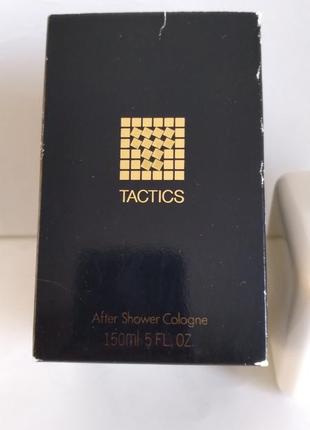 TACTICS
After Shower Cologne
150ml 5 FL. OZ.